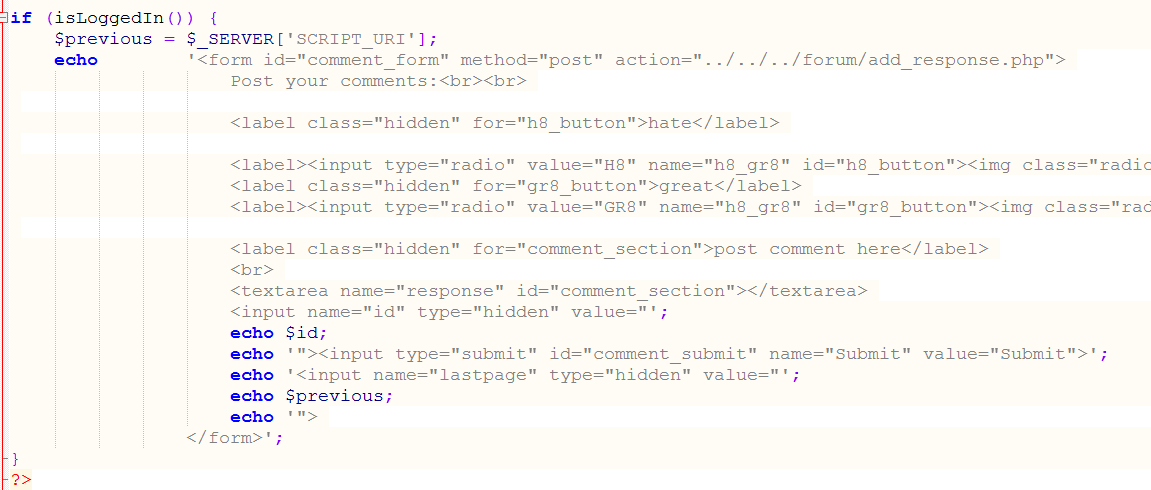 if (isLoggedIn()) {
$previous = $_SERVER['SCRIPT_URI'];
echo '<form id="comment_form" method="post" action="../../../forum/add_response.php">
Post your comments:<br><br>
<label class="hidden" for="h8_button">hate</label>
<label><input type="radio" value="H8" name="h8_gr8" id="h8_button"><img class="radio
<label class="hidden" for="gr8_button">great</label>
<label><input type="radio" value="GR8" name="h8_gr8" id="gr8_button"><img class="rad
<label class="hidden" for="comment_section">post comment here</label>
<br>
<textarea name="response" id="comment_section"></textarea>
<input name="id" type="hidden" value="';
echo $id;
echo '"><input type="submit" id="comment_submit" name="Submit" value="Submit">';
echo '<input name="lastpage" type="hidden" value="';
echo $previous;
echo '">
</form>';
}
?>